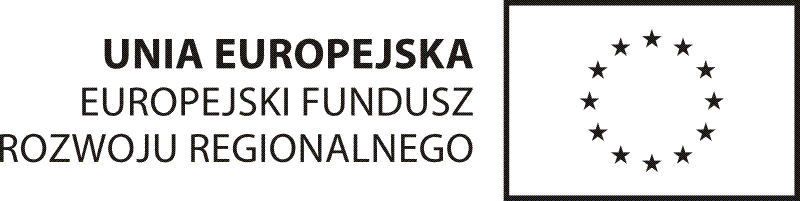 UNIA EUROPEJSKA
EUROPEJSKI FUNDUSZ
ROZWOJU REGIONALNEGO